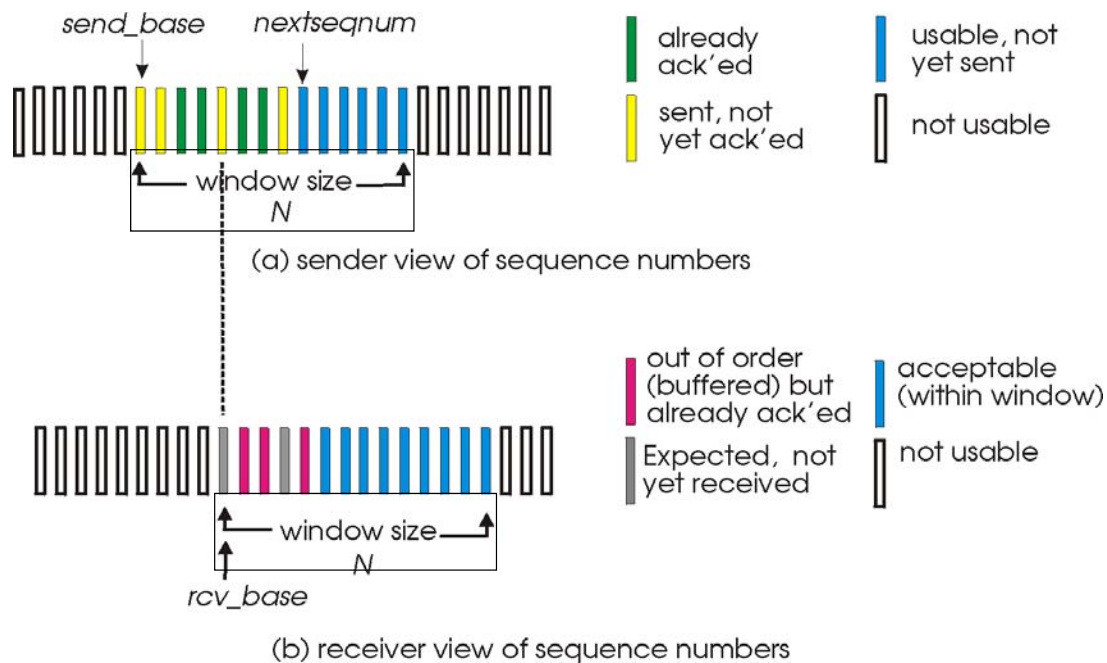 send_base
nextseqnum
already
ack'ed
usable, not
yet sent
sent, not
yet ack'ed
not usable
window size
N
(a) sender view of sequence numbers
out of order
(buffered) but
already ack'ed
acceptable
(within window)
Expected, not
yet received
not usable
window size
N
rcv_base
(b) receiver view of sequence numbers